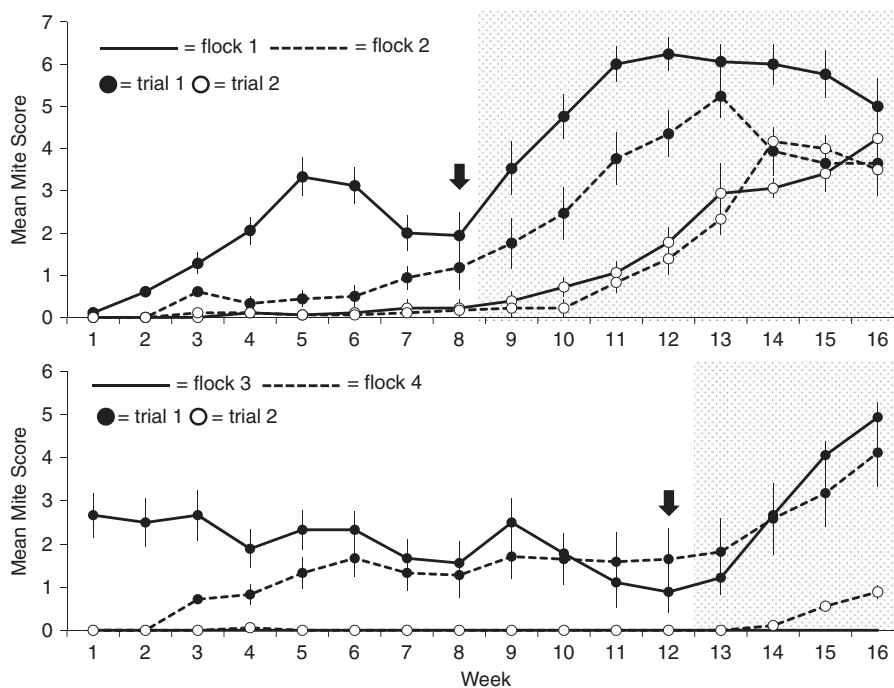 7
6
5
4
3
2
1
0
Mean Mite Score
= flock 1 = flock 2
= trial 1 = trial 2
1 2 3 4 5 6 7 8 9 10 11 12 13 14 15 16
6
5
4
3
2
1
0
Mean Mite Score
= flock 3 = flock 4
= trial 1 = trial 2
1 2 3 4 5 6 7 8 9 10 11 12 13 14 15 16
Week